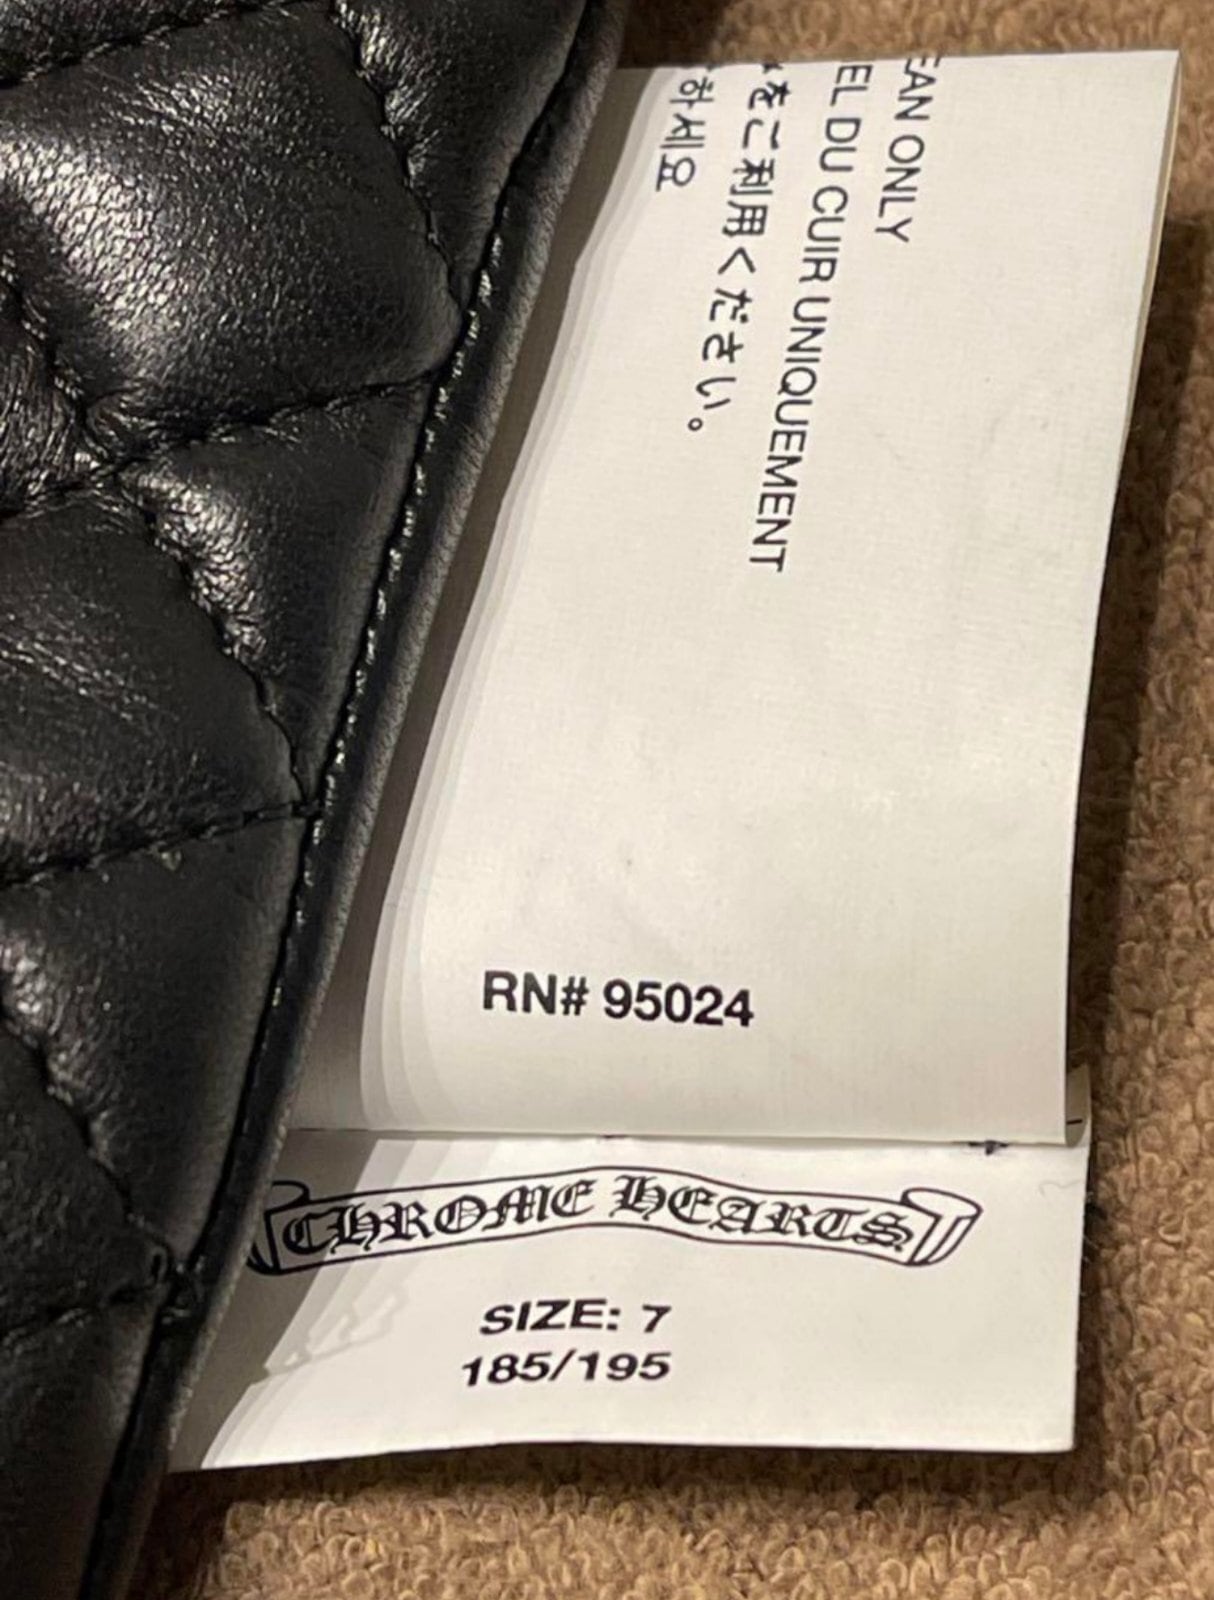 EAN ONLY
EL DU CUIR UNIQUEMENT
をご利用ください。
하세요
RN# 95024
CHROME HEARTS
SIZE: 7
185/195